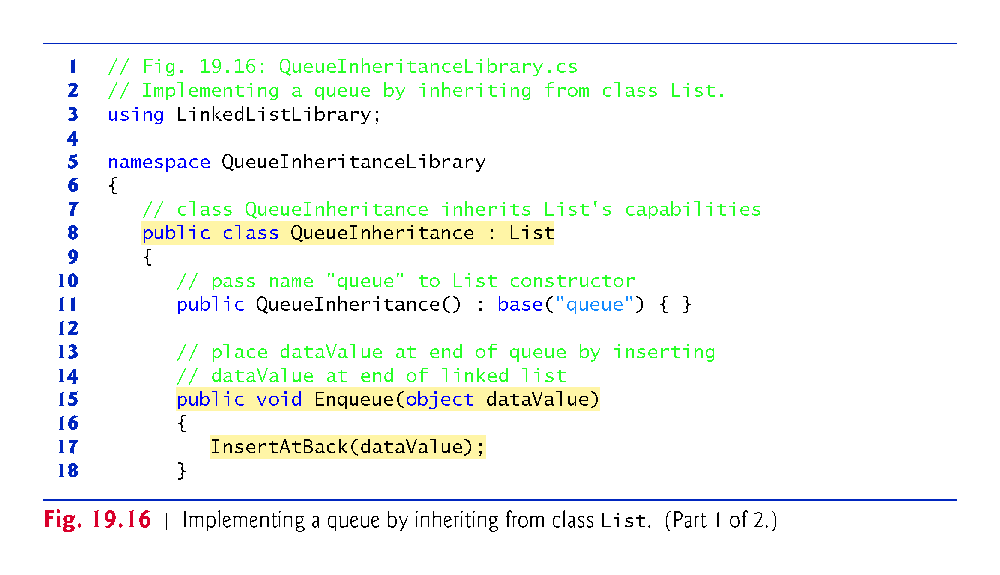 1 // Fig. 19.16: QueueInheritanceLibrary.cs
2 // Implementing a queue by inheriting from class List.
3 using LinkedListLibrary;
4
5 namespace QueueInheritanceLibrary
6 {
7 // class QueueInheritance inherits List's capabilities
8 public class QueueInheritance : List
9 {
10 // pass name "queue" to List constructor
11 public QueueInheritance() : base("queue") { }
12
13 // place dataValue at end of queue by inserting
14 // dataValue at end of linked list
15 public void Enqueue(object dataValue)
16 {
17 InsertAtBack(dataValue);
18 }
Fig. 19.16 | Implementing a queue by inheriting from class List. (Part 1 of 2.)